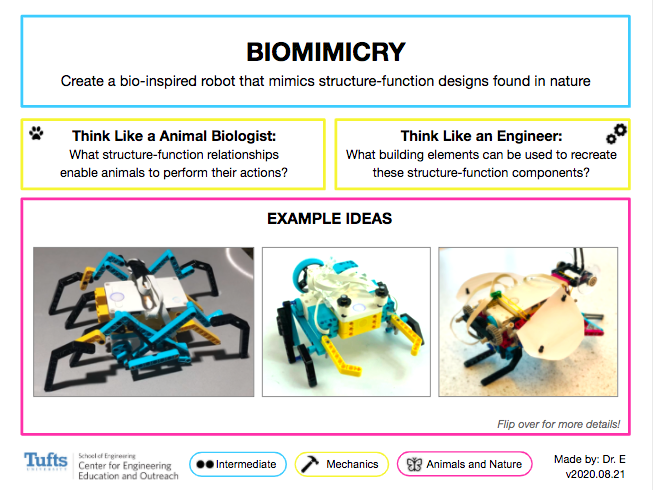 BIOMIMICRY
Create a bio-inspired robot that mimics structure-function designs found in nature
Think Like a Animal Biologist:
What structure-function relationships
enable animals to perform their actions?
Think Like an Engineer:
What building elements can be used to recreate
these structure-function components?
EXAMPLE IDEAS
Flip over for more details!
Tufts
UNIVERSITY
School of Engineering
Center for Engineering
Education and Outreach
Intermediate
Mechanics
Animals and Nature
Made by: Dr. E
v2020.08.21